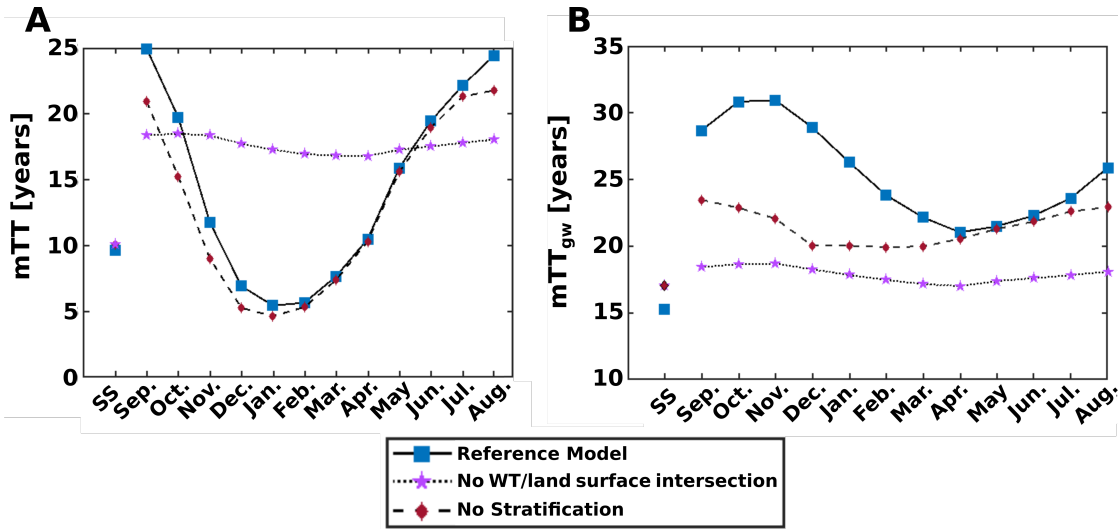 A
B
mTT [years]
25
20
15
10
5
0
SS Sep. Oct. Nov. Dec. Jan. Feb. Mar. Apr. May Jun. Jul. Aug.
mTTgw [years]
35
30
25
20
15
10
SS Sep. Oct. Nov. Dec. Jan. Feb. Mar. Apr. May Jun. Jul. Aug.
Reference Model
No WT/land surface intersection
No Stratification